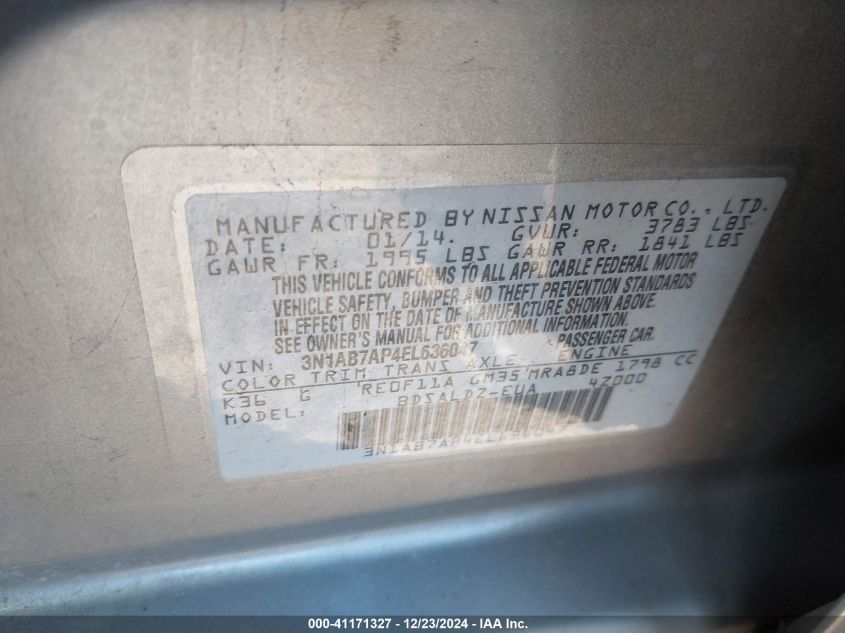 MANUFACTURED BY NISSAN MOTOR CO., LTD.
DATE: 01/14. GVWR: 3783 LBS
GAWR FR: 1995 LBS GAWR RR: 1841 LBS
THIS VEHICLE CONFORMS TO ALL APPLICABLE FEDERAL MOTOR
VEHICLE SAFETY, BUMPER AND THEFT PREVENTION STANDARDS
IN EFFECT ON THE DATE OF MANUFACTURE SHOWN ABOVE.
SEE OWNER'S MANUAL FOR ADDITIONAL INFORMATION.
VIN: 3N1AB7AP4EL636047 PASSENGER CAR.
COLOR TRIM TRANS AXLE ENGINE
K36 G RE0F11A GM35 MRA8DE 1798 CC
MODEL: BDSALDZ-EUA 4Z000
000-41171327 - 12/23/2024 - IAA Inc.